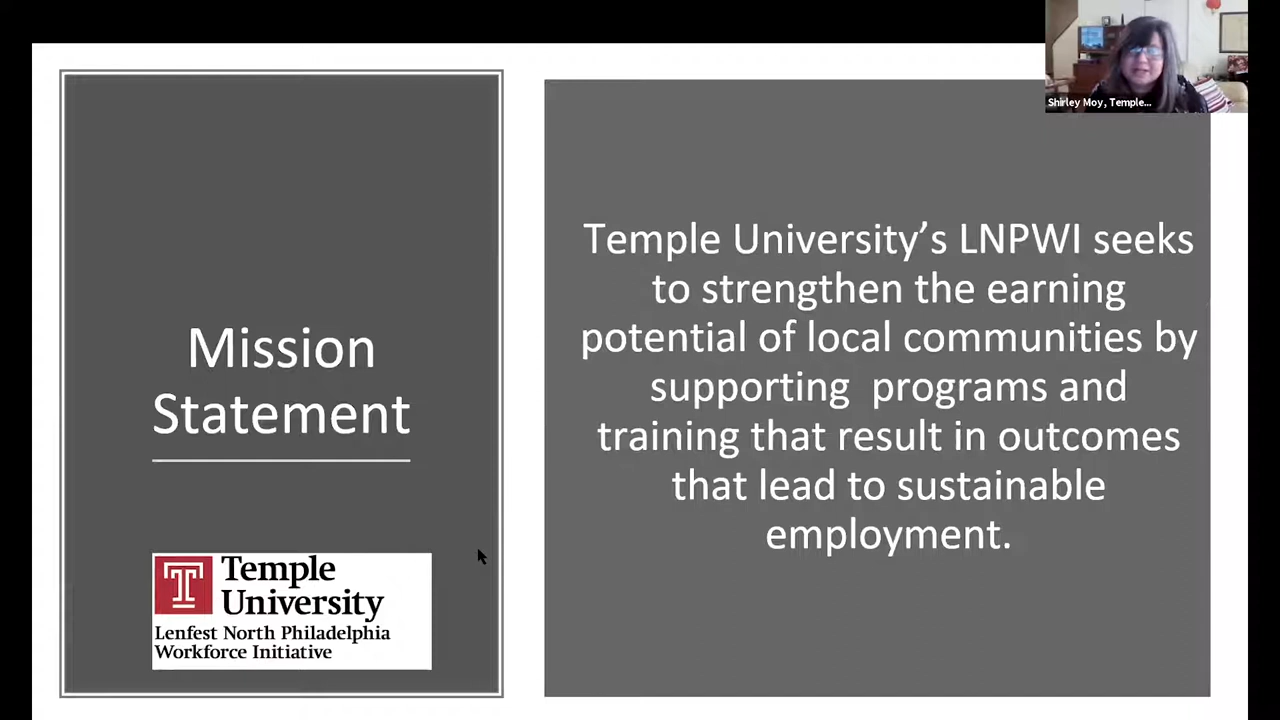 Shirley Moy, Temple...
Mission
Statement
Temple
University
Lenfest North Philadelphia
Workforce Initiative
Temple University’s LNPWI seeks
to strengthen the earning
potential of local communities by
supporting  programs and
training that result in outcomes
that lead to sustainable
employment.